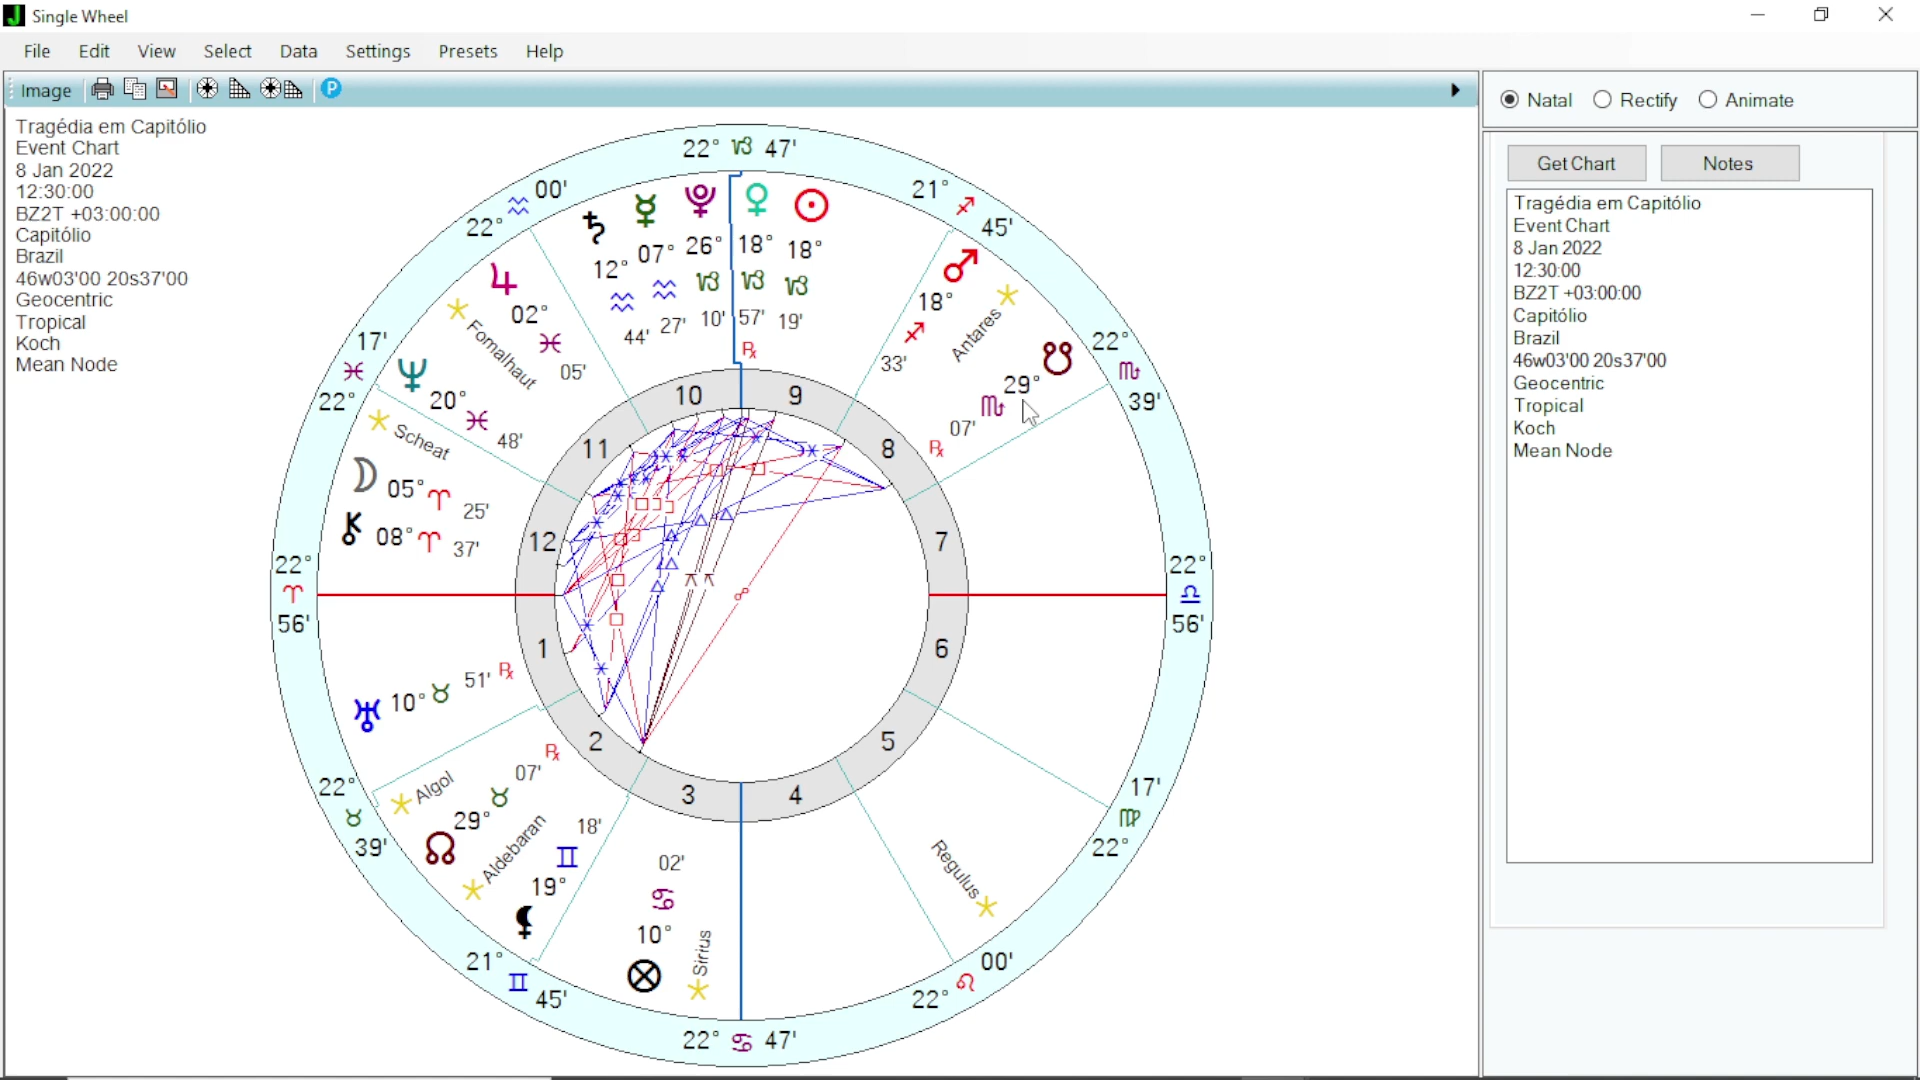 Single Wheel
File Edit View Select Data Settings Presets Help
Image
Natal Rectify Animate
Get Chart Notes
Tragédia em Capitólio
Event Chart
8 Jan 2022
12:30:00
BZ2T +03:00:00
Capitólio
Brazil
46w03'00 20s37'00
Geocentric
Tropical
Koch
Mean Node
22° ♑ 47'
21° ♐ 45'
22° ♏ 39'
22° ♎ 56'
17' ♍ 22°
00' ♌ 22°
22° ♋ 47'
21° ♊ 45'
22° ♉ 39'
22° ♈ 56'
17' ♓ 22°
00' ♒ 22°
♄ 12° ♒ 44'
☿ 07° ♒ 27'
♇ 26° ♑ 10'
♀ 18° ♑ 57' ℞
☉ 18° ♑ 19'
♂ 18° ♐ 33'
Antares
☋ 29° ♏ 07' ℞
♃ 02° ♓ 05'
Fomalhaut
♆ 20° ♓ 48'
Scheat
☽ 05° ♈ 25'
⚷ 08° ♈ 37'
♅ 10° ♉ 51' ℞
Algol
☊ 29° ♉ 07' ℞
Aldebaran
⚸ 19° ♊ 18'
⊗ 10° ♋ 02'
Sirius
Regulus
10 9
11 8
12 7
1 6
2 5
3 4
Tragédia em Capitólio
Event Chart
8 Jan 2022
12:30:00
BZ2T +03:00:00
Capitólio
Brazil
46w03'00 20s37'00
Geocentric
Tropical
Koch
Mean Node